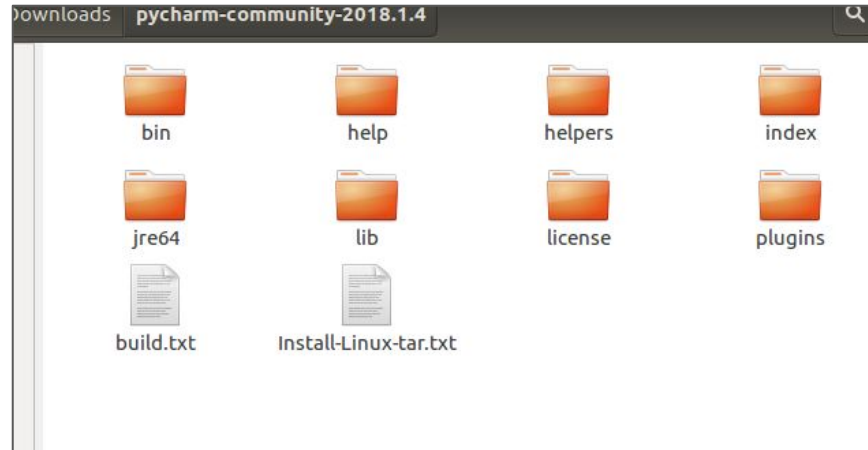 Downloads pycharm-community-2018.1.4
bin help helpers index
jre64 lib license plugins
build.txt Install-Linux-tar.txt